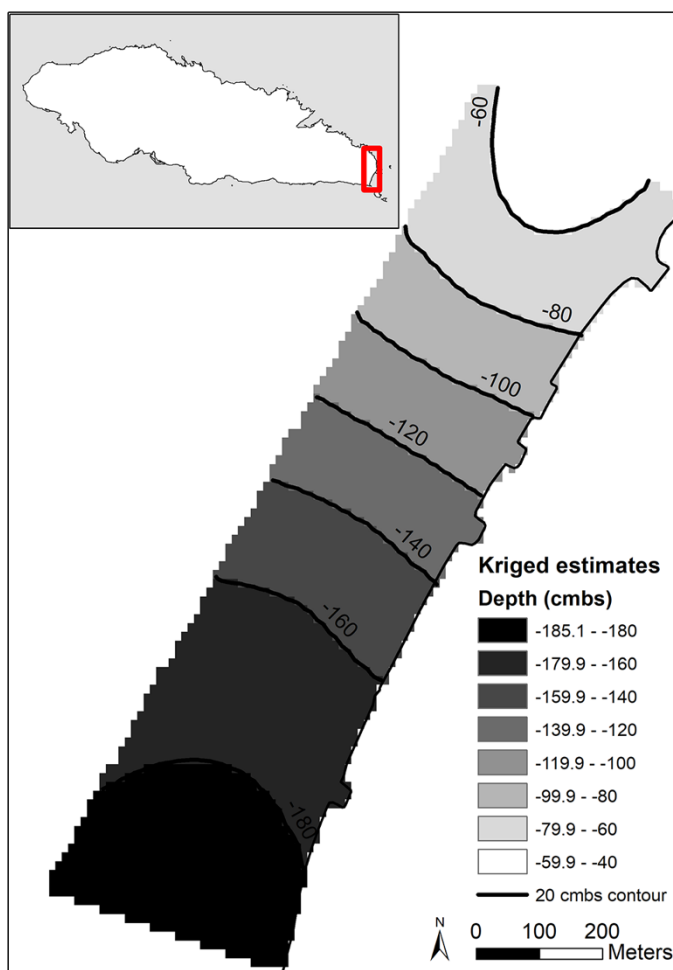 -60
-80
-100
-120
-140
-160
-180
Kriged estimates
Depth (cmbs)
-185.1 - -180
-179.9 - -160
-159.9 - -140
-139.9 - -120
-119.9 - -100
-99.9 - -80
-79.9 - -60
-59.9 - -40
20 cmbs contour
N
0 100 200
Meters